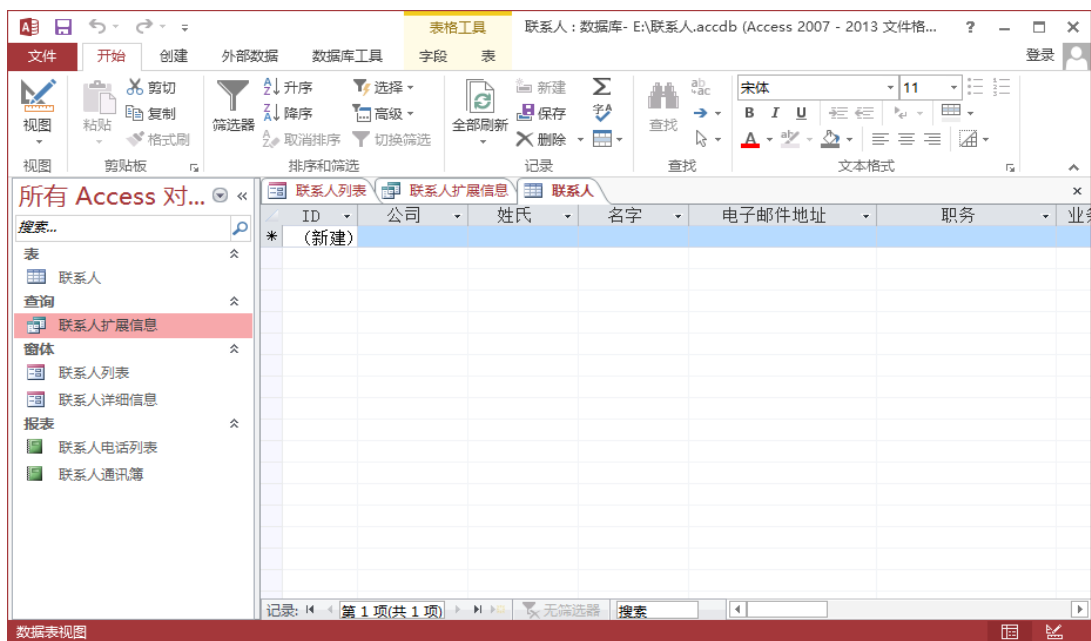 表格工具
联系人 : 数据库- E:\联系人.accdb (Access 2007 - 2013 文件格...
文件 开始 创建 外部数据 数据库工具 字段 表 登录
视图 粘贴 剪切 复制 格式刷
筛选器 升序 降序 取消排序 选择 高级 切换筛选
全部刷新 新建 保存 删除
查找
宋体 11
B I U
视图 剪贴板 排序和筛选 记录 查找 文本格式
所有 Access 对...
搜索...
表
联系人
查询
联系人扩展信息
窗体
联系人列表
联系人详细信息
报表
联系人电话列表
联系人通讯簿
联系人列表 联系人扩展信息 联系人
ID 公司 姓氏 名字 电子邮件地址 职务
* (新建)
记录: 第 1 项(共 1 项) 无筛选器 搜索
数据表视图